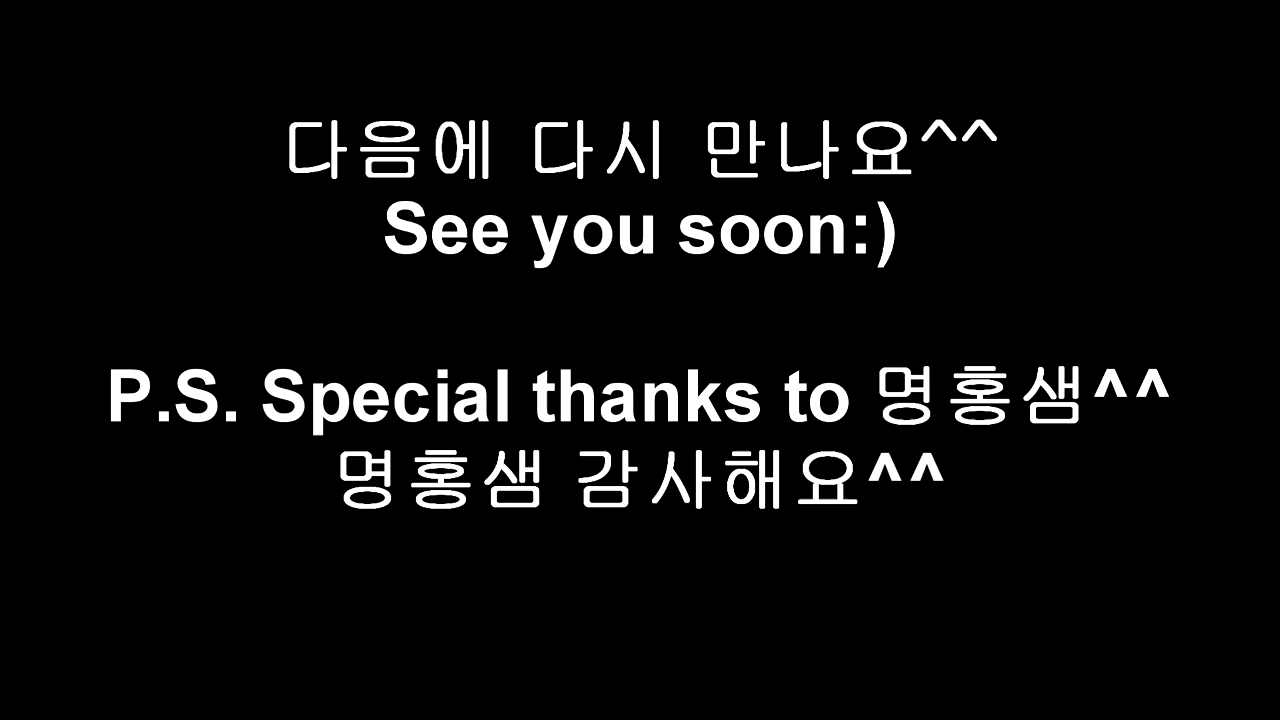 다음에 다시 만나요^^
See you soon:)
P.S. Special thanks to 명홍샘^^
명홍샘 감사해요^^